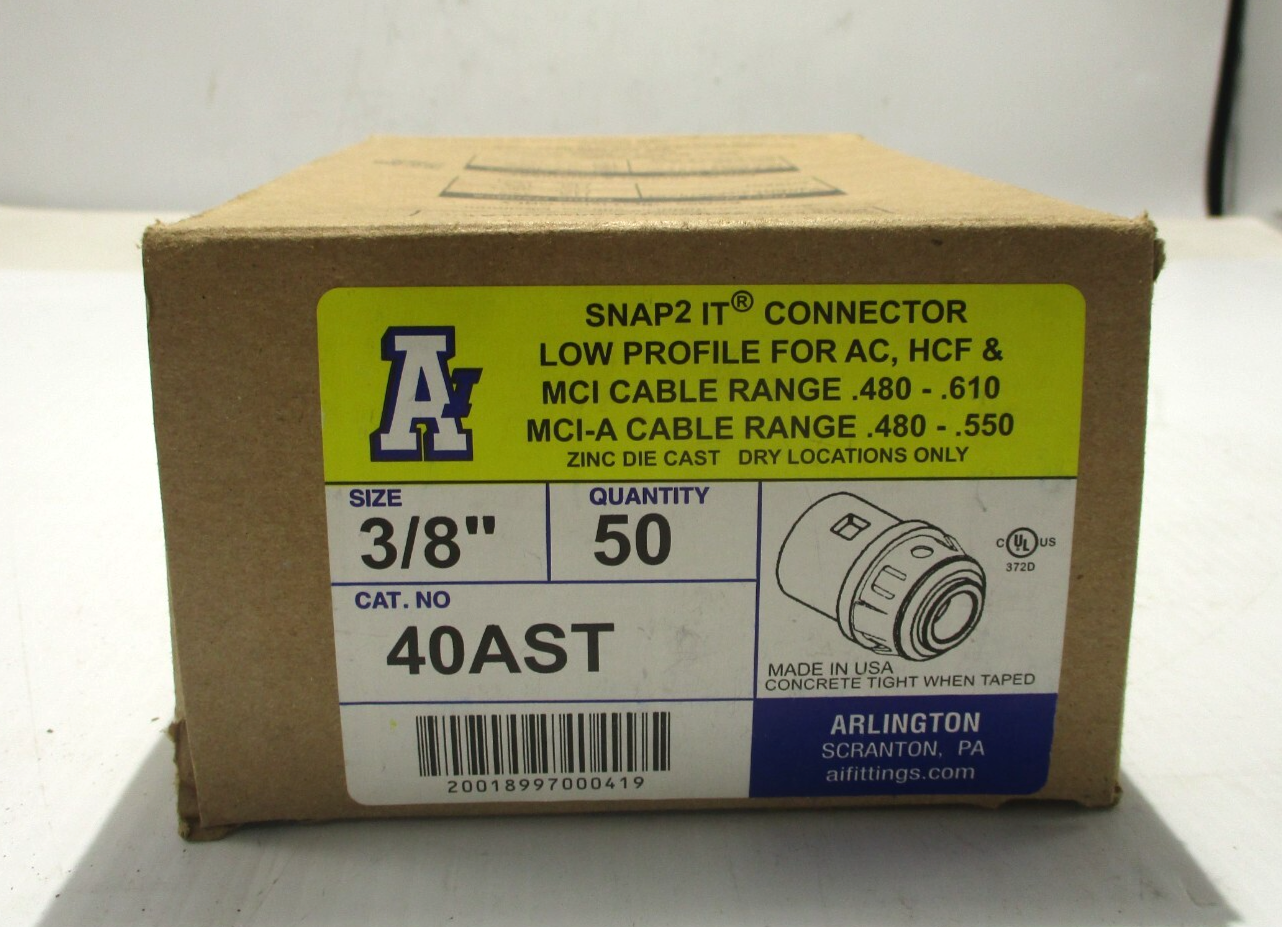 SNAP2 IT® CONNECTOR
LOW PROFILE FOR AC, HCF &
MCI CABLE RANGE .480 - .610
MCI-A CABLE RANGE .480 - .550
ZINC DIE CAST DRY LOCATIONS ONLY
AI
SIZE
3/8"
QUANTITY
50
C UL US
372D
CAT. NO
40AST
MADE IN USA
CONCRETE TIGHT WHEN TAPED
20018997000419
ARLINGTON
SCRANTON, PA
aifittings.com